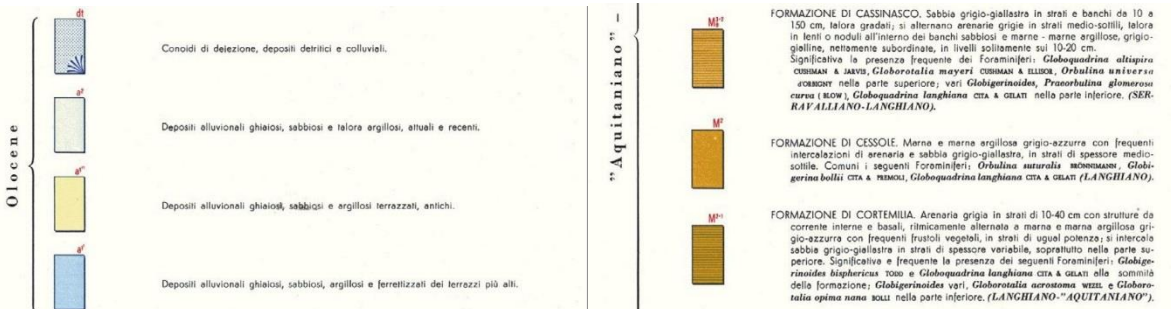 Olocene
dt
Conoidi di deiezione, depositi detritici e colluviali.
a³
Depositi alluvionali ghiaiosi, sabbiosi e talora argillosi, attuali e recenti.
Depositi alluvionali ghiaiosi, sabbiosi e argillosi terrazzati, antichi.
Depositi alluvionali ghiaiosi, sabbiosi, argillosi e ferrettizzati dei terrazzi più alti.
"Aquitaniano" –
FORMAZIONE DI CASSINASCO. Sabbia grigio-giallastra in strati e banchi da 10 a
150 cm, talora gradati; si alternano arenarie grigie in strati medio-sottili, talora
in lenti o noduli all'interno dei banchi sabbiosi e marne - marne argillose, grigio-
gialline, nettamente subordinate, in livelli solitamente sui 10-20 cm.
Significativa la presenza frequente dei Foraminiferi: Globoquadrina altispira
CUSHMAN & JARVIS, Globorotalia mayeri CUSHMAN & ELLISOR, Orbulina universa
d'ORBIGNY nella parte superiore; vari Globigerinoides, Praeorbulina glomerosa
curva (BLOW), Globoquadrina langhiana CITA & GELATI nella parte inferiore. (SER-
RAVALLIANO-LANGHIANO).
M²
FORMAZIONE DI CESSOLE. Marna e marna argillosa grigio-azzurra con frequenti
intercalazioni di arenaria e sabbia grigio-giallastra, in strati di spessore medio-
sottile. Comuni i seguenti Foraminiferi: Orbulina suturalis BRÖNNIMANN, Globi-
gerina bollii CITA & PREMOLI, Globoquadrina langhiana CITA & GELATI (LANGHIANO).
M²⁻¹
FORMAZIONE DI CORTEMILIA. Arenaria grigia in strati di 10-40 cm con strutture da
corrente interne e basali, ritmicamente alternata a marna e marna argillosa gri-
gio-azzurra con frequenti frustoli vegetali, in strati di ugual potenza; si intercala
sabbia grigio-giallastra in strati di spessore variabile, soprattutto nella parte su-
periore. Significativa e frequente la presenza dei seguenti Foraminiferi: Globige-
rinoides bisphericus TODD e Globoquadrina langhiana CITA & GELATI alla sommità
della formazione; Globigerinoides vari, Globorotalia acrostoma WEZEL e Globoro-
talia opima nana BOLLI nella parte inferiore. (LANGHIANO-"AQUITANIANO").